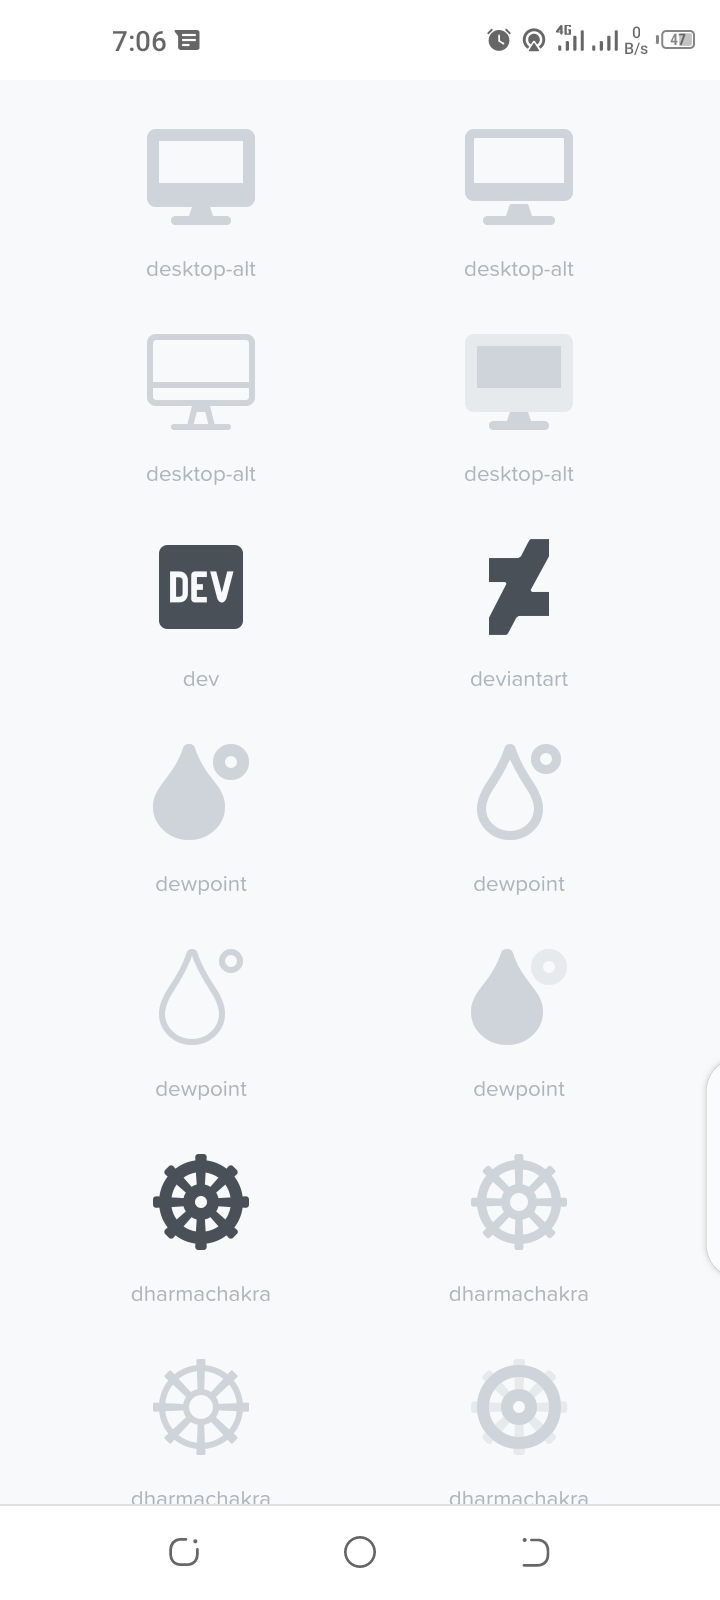 7:06
4G
0
B/s
47
desktop-alt desktop-alt
desktop-alt desktop-alt
DEV
dev deviantart
dewpoint dewpoint
dewpoint dewpoint
dharmachakra dharmachakra
dharmachakra dharmachakra